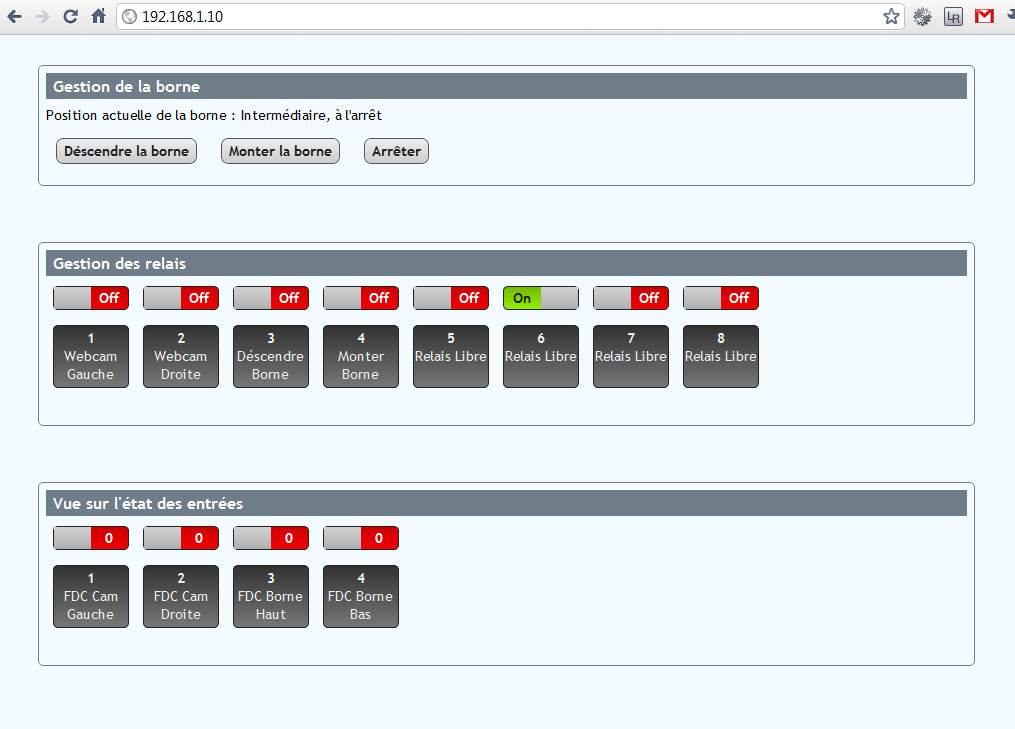 192.168.1.10
LR
Gestion de la borne
Position actuelle de la borne : Intermédiaire, à l'arrêt
Déscendre la borne Monter la borne Arrêter
Gestion des relais
Off Off Off Off Off On Off Off
1 2 3 4 5 6 7 8
Webcam Webcam Déscendre Monter Relais Libre Relais Libre Relais Libre Relais Libre
Gauche Droite Borne Borne
Vue sur l'état des entrées
0 0 0 0
1 2 3 4
FDC Cam FDC Cam FDC Borne FDC Borne
Gauche Droite Haut Bas